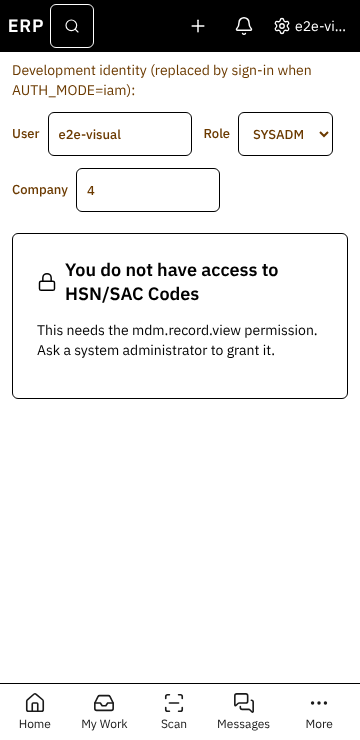 ERP
e2e-vi...
Development identity (replaced by sign-in when
AUTH_MODE=iam):
User e2e-visual Role SYSADM
Company 4
You do not have access to
HSN/SAC Codes
This needs the mdm.record.view permission.
Ask a system administrator to grant it.
Home My Work Scan Messages More